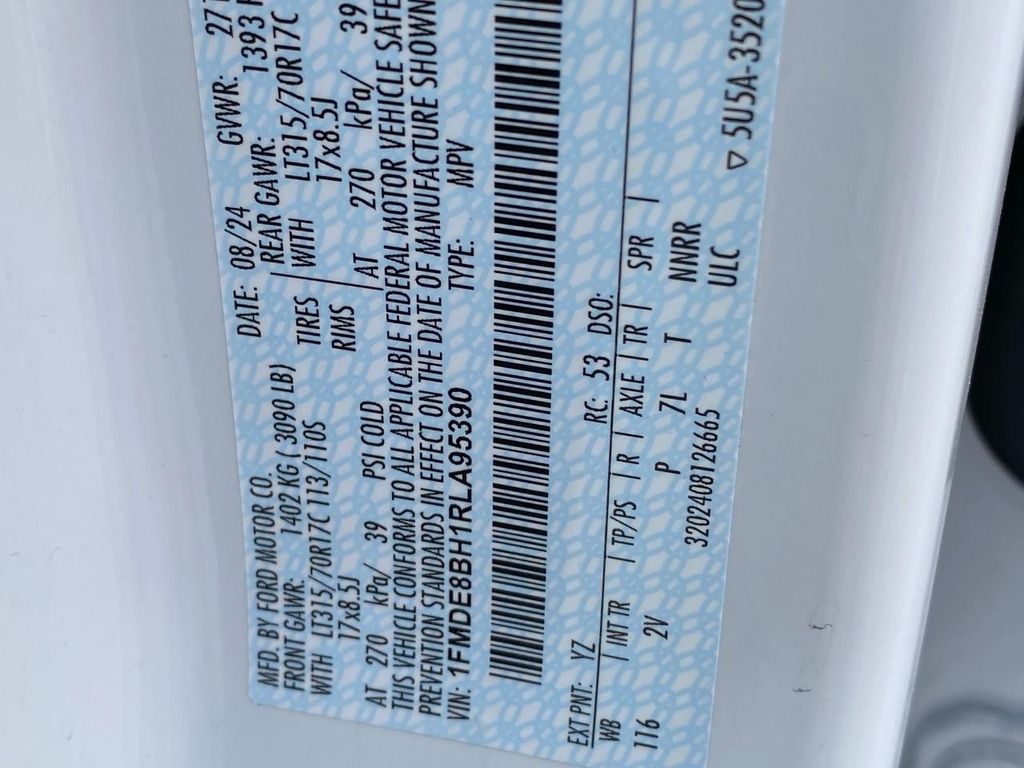 MFD. BY FORD MOTOR CO. DATE: 08/24 GVWR: 271
FRONT GAWR: 1402 KG ( 3090 LB) REAR GAWR: 1393
WITH LT315/70R17C 113/110S TIRES WITH LT315/70R17C
17x8.5J RIMS 17x8.5J
AT 270 kPa/ 39 PSI COLD AT 270 kPa/ 39
THIS VEHICLE CONFORMS TO ALL APPLICABLE FEDERAL MOTOR VEHICLE SAFE
PREVENTION STANDARDS IN EFFECT ON THE DATE OF MANUFACTURE SHOWN
VIN: 1FMDE8BH1RLA95390 TYPE: MPV
EXT PNT: YZ RC: 53 DSO:
WB | INT TR | TP/PS | R | AXLE | TR | SPR |
116 2V P 7L T NNRR
3202408126665 ULC
▽ 5U5A-3520